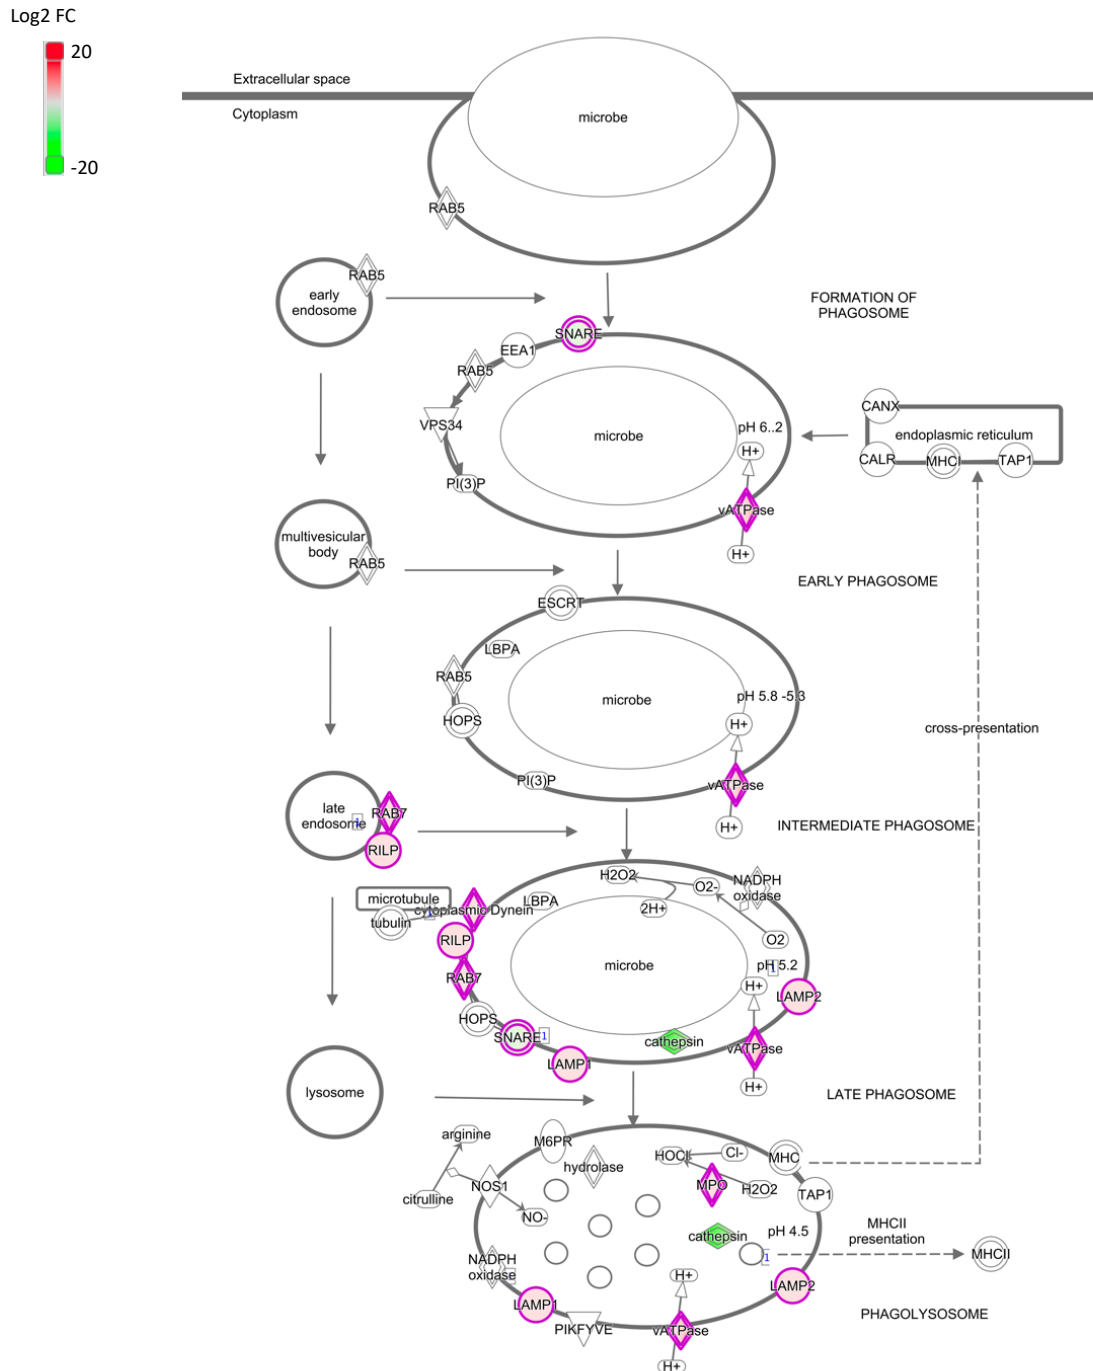 Log2 FC
20
-20
Extracellular space
Cytoplasm
microbe
RAB5
RAB5
early
endosome
FORMATION OF
PHAGOSOME
SNARE
EEA1
RAB5
VPS34
microbe
pH 6..2
H+
PI(3)P
vATPase
H+
CANX
endoplasmic reticulum
CALR
MHCI
TAP1
multivesicular
body
RAB5
EARLY PHAGOSOME
ESCRT
LBPA
RAB5
HOPS
microbe
pH 5.8 -5.3
H+
PI(3)P
vATPase
H+
cross-presentation
late
endosome
1
RAB7
RILP
INTERMEDIATE PHAGOSOME
H2O2
O2-
NADPH
oxidase
LBPA
2H+
O2
microtubule
cytoplasmic Dynein
1
tubulin
RILP
RAB7
microbe
pH 5.2
1
H+
LAMP2
HOPS
SNARE
1
cathepsin
vATPase
LAMP1
H+
LATE PHAGOSOME
lysosome
arginine
citrulline
M6PR
hydrolase
NOS1
NO-
HOCl
Cl-
MPO
H2O2
MHC
TAP1
cathepsin
pH 4.5
1
MHCII
presentation
MHCII
NADPH
oxidase
H+
LAMP2
LAMP1
PIKFYVE
vATPase
H+
PHAGOLYSOSOME